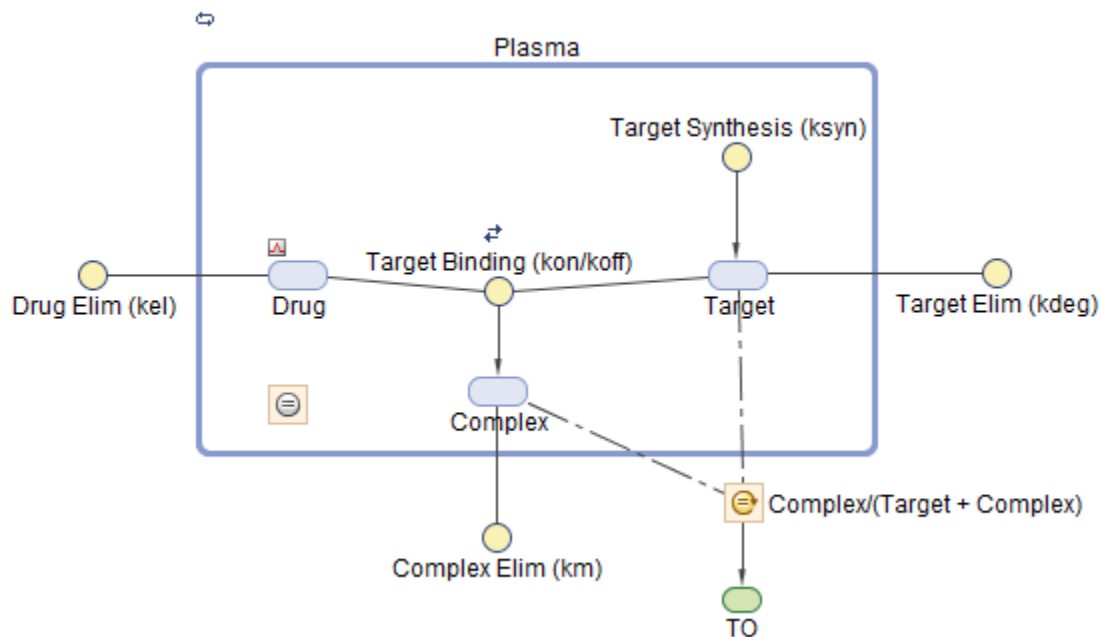 Plasma
Target Synthesis (ksyn)
Target Binding (kon/koff)
Drug Elim (kel)
Drug
Target
Target Elim (kdeg)
Complex
Complex/(Target + Complex)
Complex Elim (km)
TO